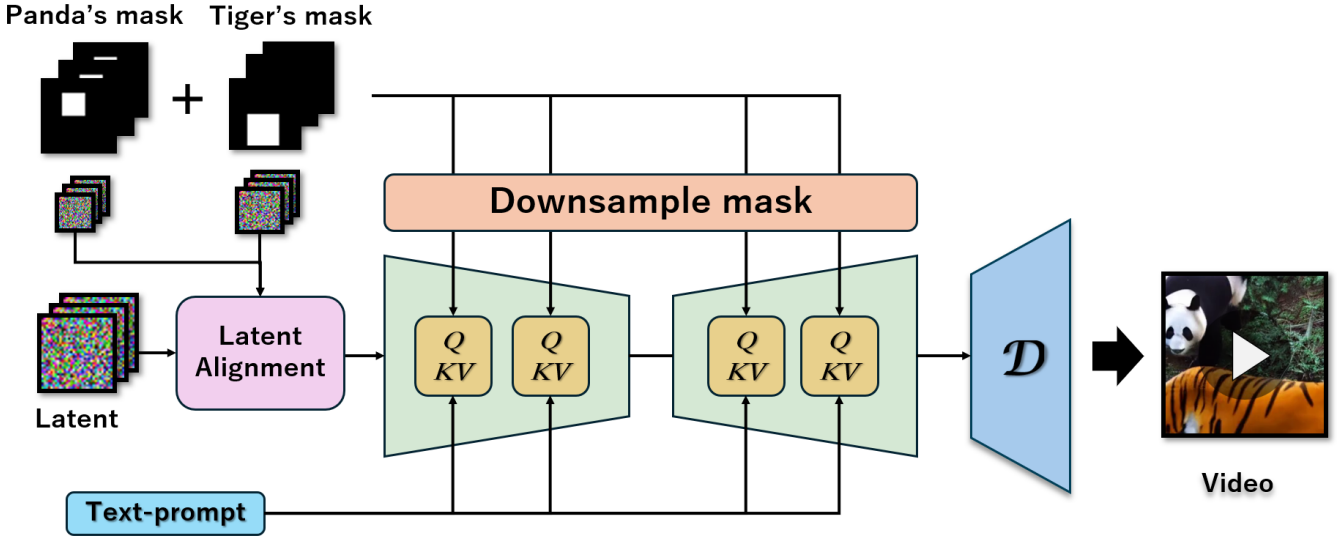 Panda's mask
Tiger's mask
+
Downsample mask
Latent
Alignment
Q
KV
Q
KV
Q
KV
Q
KV
𝒟
Latent
Text-prompt
Video